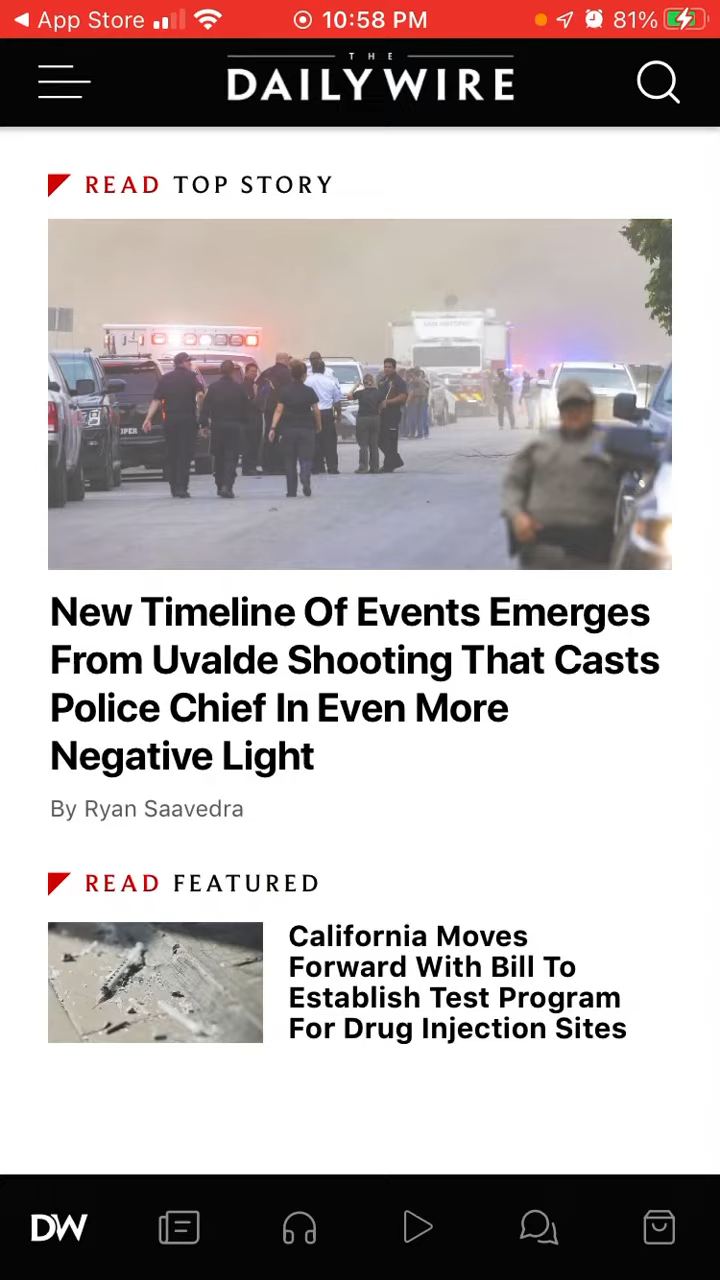 App Store 10:58 PM 81%
THE
DAILYWIRE
READ TOP STORY
New Timeline Of Events Emerges
From Uvalde Shooting That Casts
Police Chief In Even More
Negative Light
By Ryan Saavedra
READ FEATURED
California Moves
Forward With Bill To
Establish Test Program
For Drug Injection Sites
DW